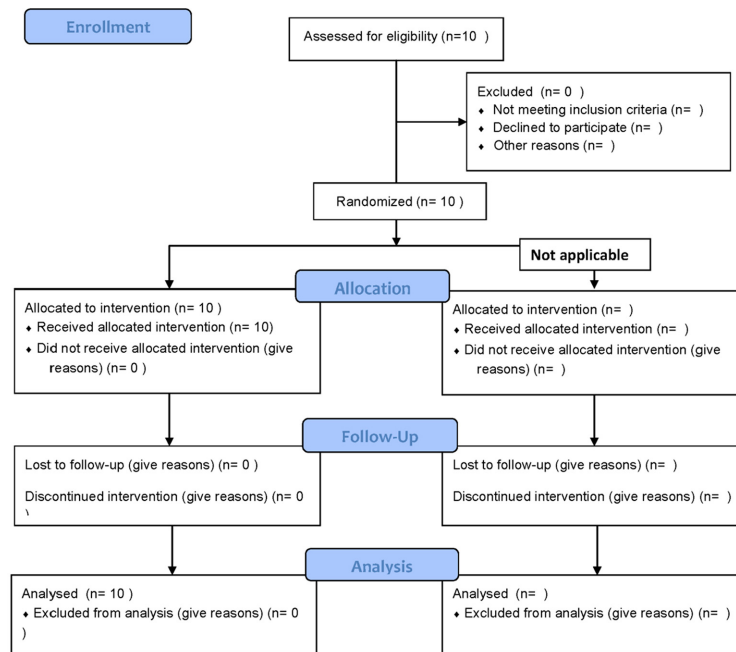 Enrollment
Assessed for eligibility (n=10 )
Excluded (n= 0 )
♦ Not meeting inclusion criteria (n= )
♦ Declined to participate (n= )
♦ Other reasons (n= )
Randomized (n= 10 )
Not applicable
Allocation
Allocated to intervention (n= 10 )
♦ Received allocated intervention (n= 10)
♦ Did not receive allocated intervention (give
reasons) (n= 0 )
Allocated to intervention (n= )
♦ Received allocated intervention (n= )
♦ Did not receive allocated intervention (give
reasons) (n= )
Follow-Up
Lost to follow-up (give reasons) (n= 0 )
Discontinued intervention (give reasons) (n= 0
)
Lost to follow-up (give reasons) (n= )
Discontinued intervention (give reasons) (n= )
Analysis
Analysed (n= 10 )
♦ Excluded from analysis (give reasons) (n= 0
)
Analysed (n= )
♦ Excluded from analysis (give reasons) (n= )